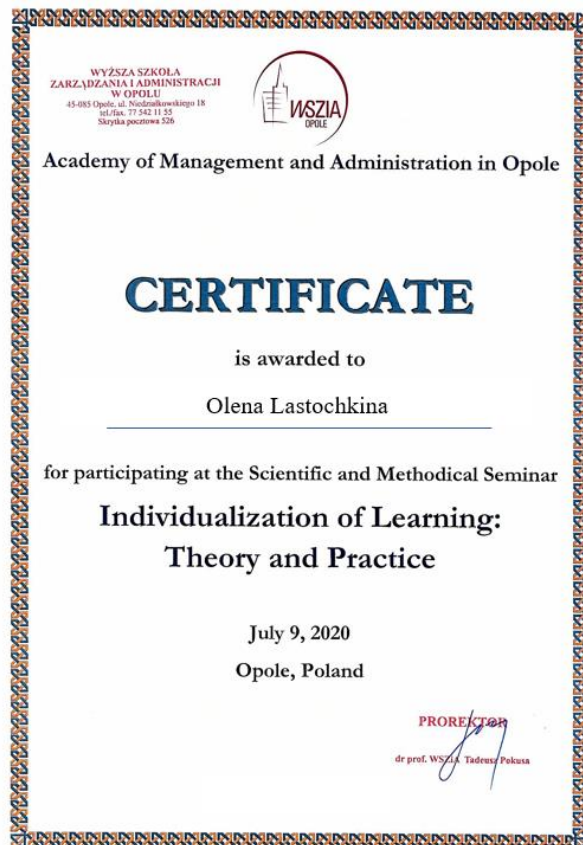 WYŻSZA SZKOŁA
ZARZĄDZANIA I ADMINISTRACJI
W OPOLU
45-085 Opole, ul. Niedziałkowskiego 18
tel./fax. 77 542 11 55
Skrytka pocztowa 526
WSZIA
OPOLE
Academy of Management and Administration in Opole
CERTIFICATE
is awarded to
Olena Lastochkina
for participating at the Scientific and Methodical Seminar
Individualization of Learning:
Theory and Practice
July 9, 2020
Opole, Poland
PROREKTOR
dr prof. WSZIA Tadeusz Pokusa